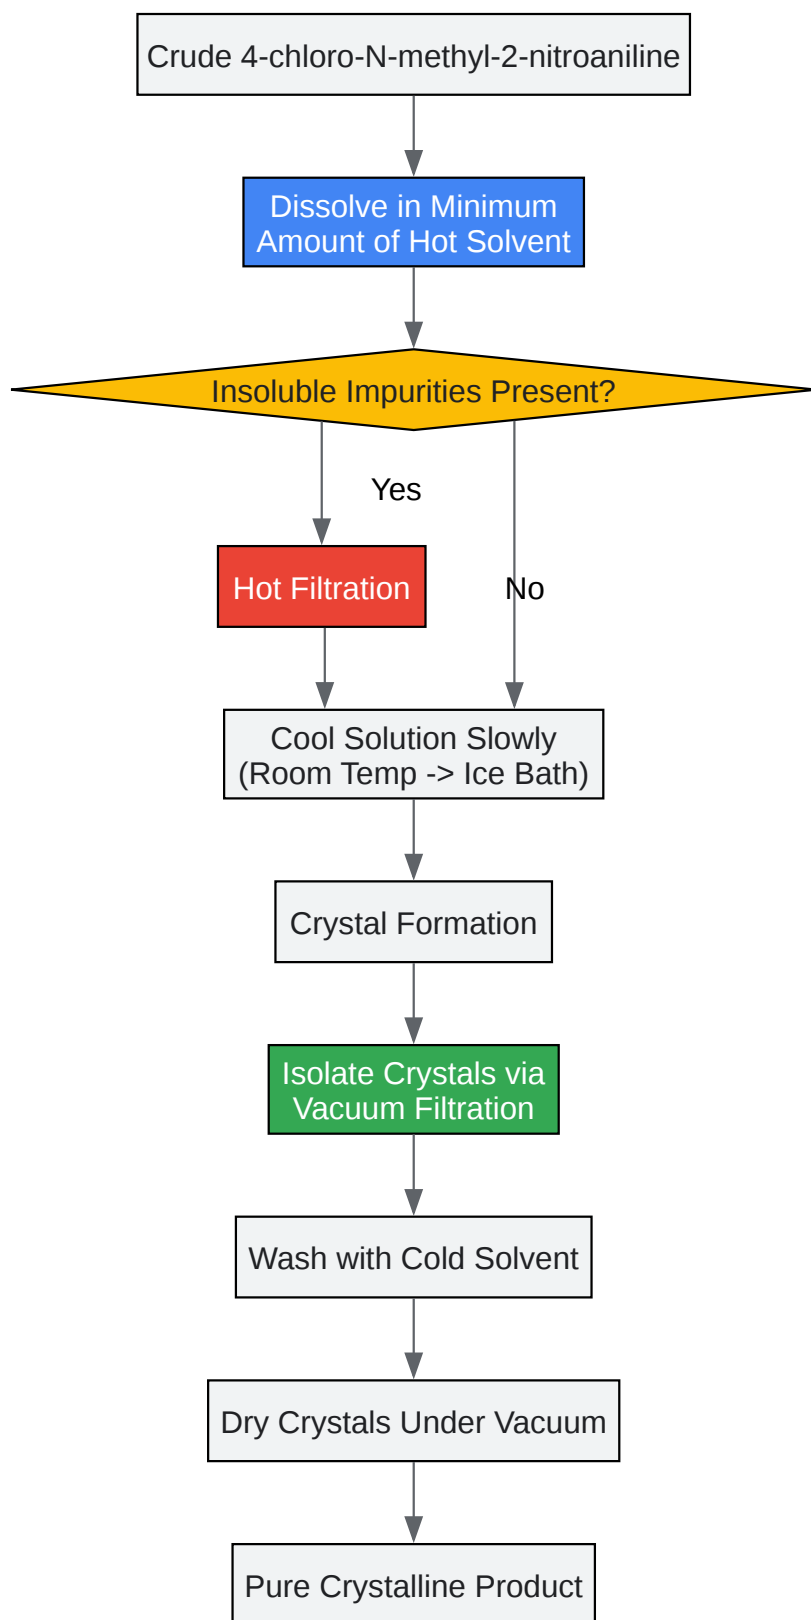 Crude 4-chloro-N-methyl-2-nitroaniline
Dissolve in Minimum
Amount of Hot Solvent
Insoluble Impurities Present?
Yes
Hot Filtration
No
Cool Solution Slowly
(Room Temp -> Ice Bath)
Crystal Formation
Isolate Crystals via
Vacuum Filtration
Wash with Cold Solvent
Dry Crystals Under Vacuum
Pure Crystalline Product